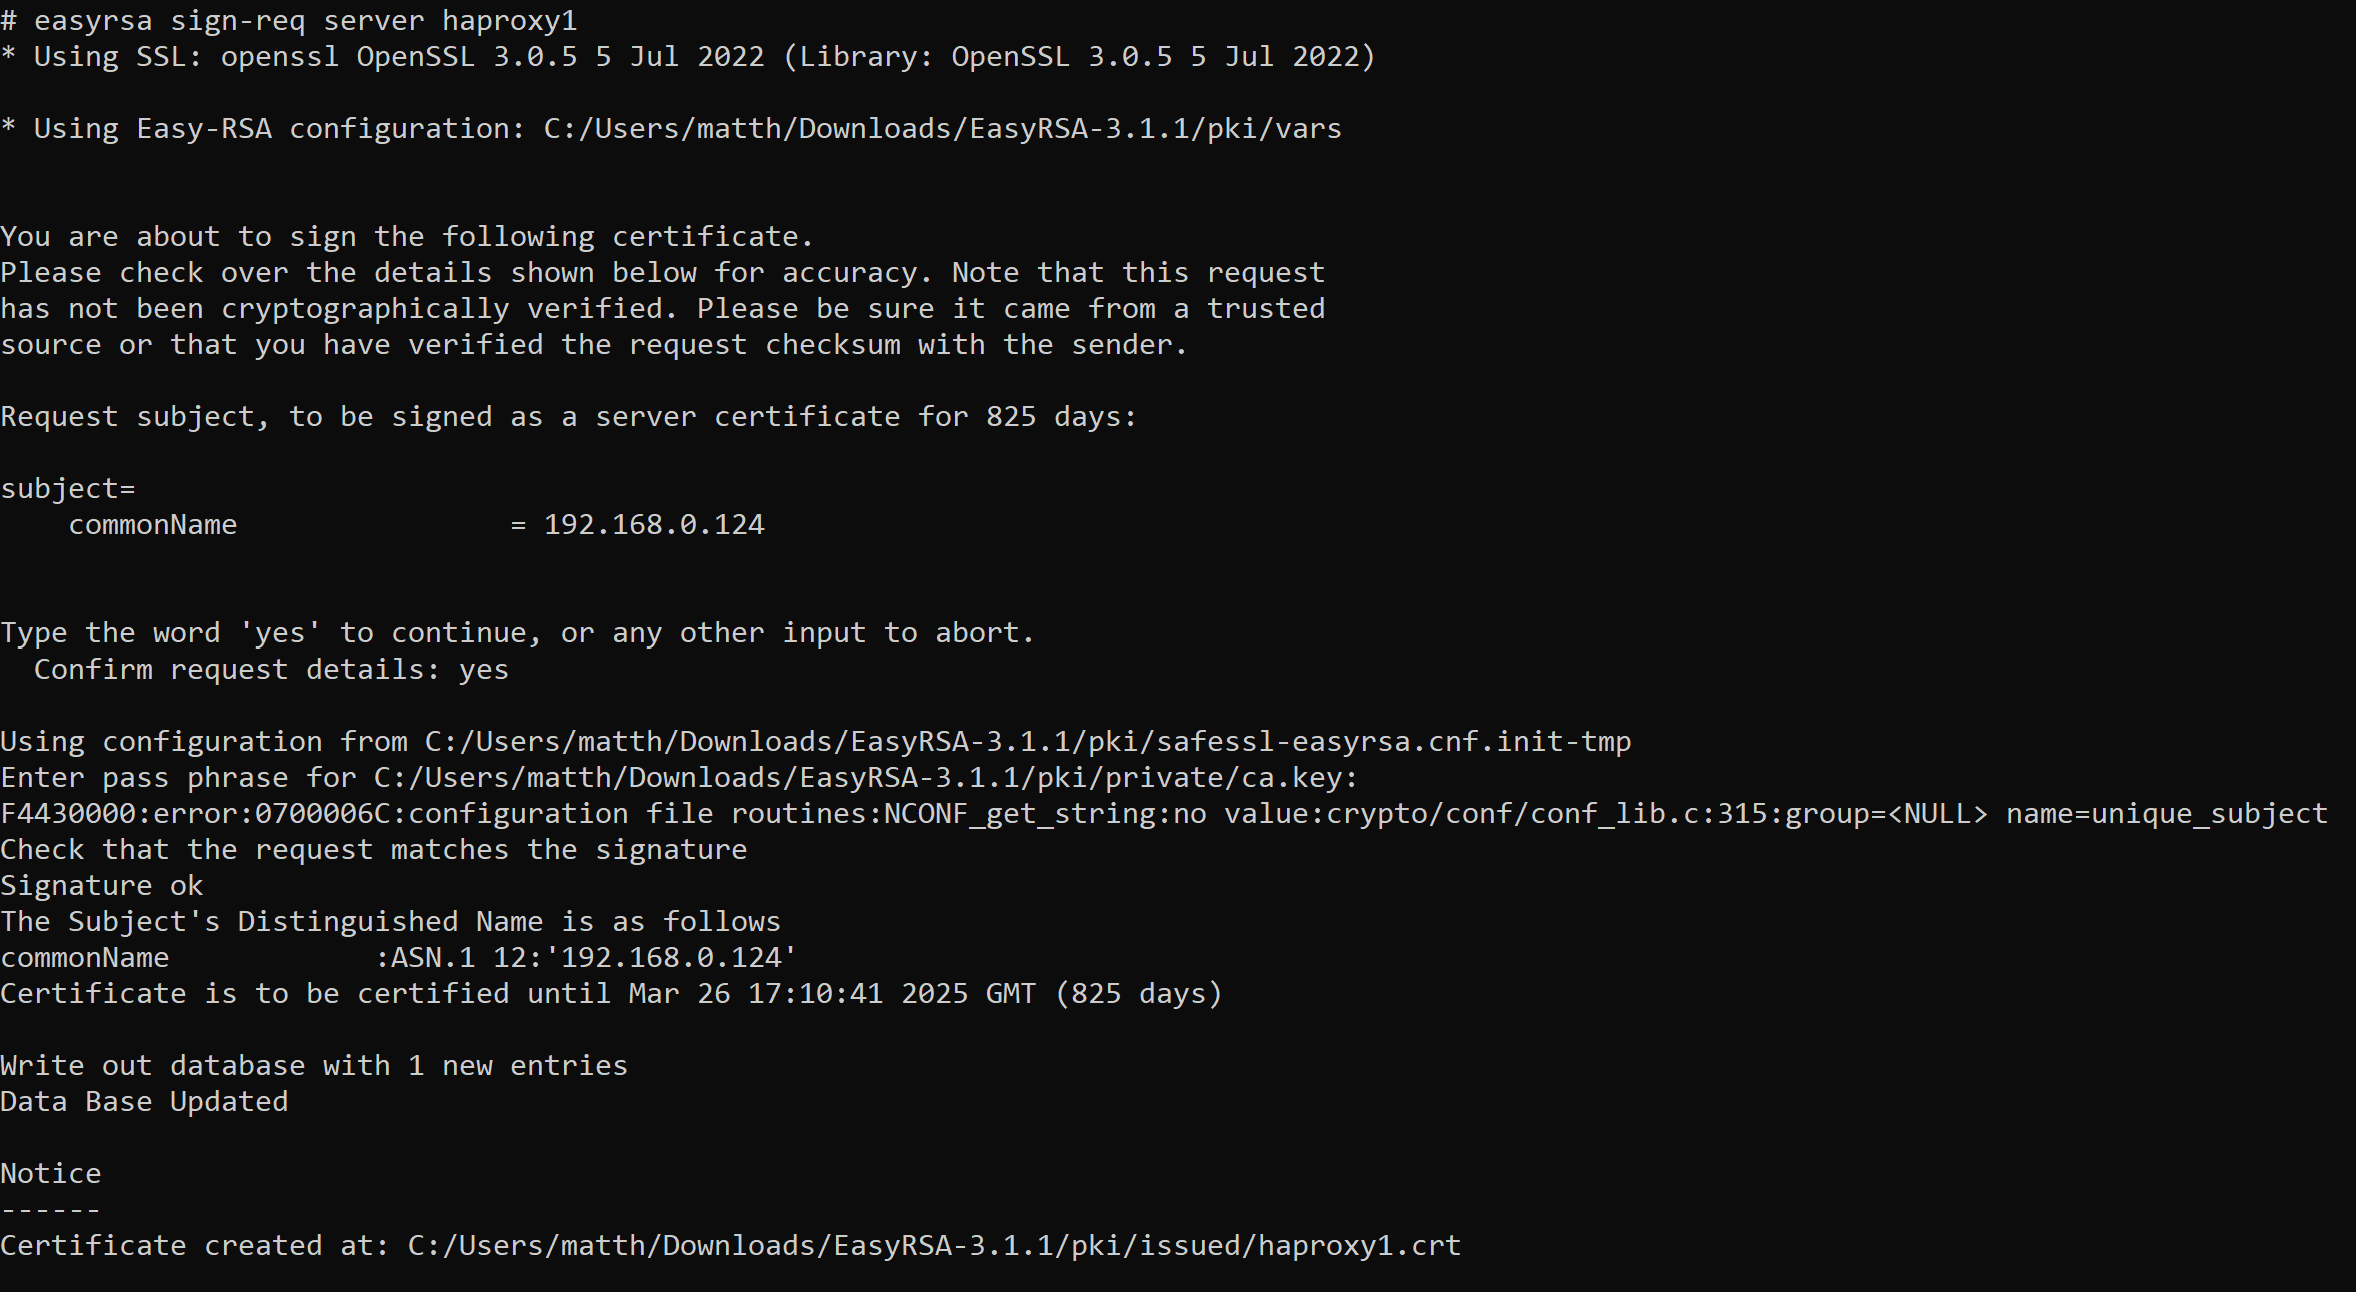 # easyrsa sign-req server haproxy1
* Using SSL: openssl OpenSSL 3.0.5 5 Jul 2022 (Library: OpenSSL 3.0.5 5 Jul 2022)
* Using Easy-RSA configuration: C:/Users/matth/Downloads/EasyRSA-3.1.1/pki/vars
You are about to sign the following certificate.
Please check over the details shown below for accuracy. Note that this request
has not been cryptographically verified. Please be sure it came from a trusted
source or that you have verified the request checksum with the sender.
Request subject, to be signed as a server certificate for 825 days:
subject=
    commonName                = 192.168.0.124
Type the word 'yes' to continue, or any other input to abort.
  Confirm request details: yes
Using configuration from C:/Users/matth/Downloads/EasyRSA-3.1.1/pki/safessl-easyrsa.cnf.init-tmp
Enter pass phrase for C:/Users/matth/Downloads/EasyRSA-3.1.1/pki/private/ca.key:
F4430000:error:0700006C:configuration file routines:NCONF_get_string:no value:crypto/conf/conf_lib.c:315:group=<NULL> name=unique_subject
Check that the request matches the signature
Signature ok
The Subject's Distinguished Name is as follows
commonName            :ASN.1 12:'192.168.0.124'
Certificate is to be certified until Mar 26 17:10:41 2025 GMT (825 days)
Write out database with 1 new entries
Data Base Updated
Notice
------
Certificate created at: C:/Users/matth/Downloads/EasyRSA-3.1.1/pki/issued/haproxy1.crt